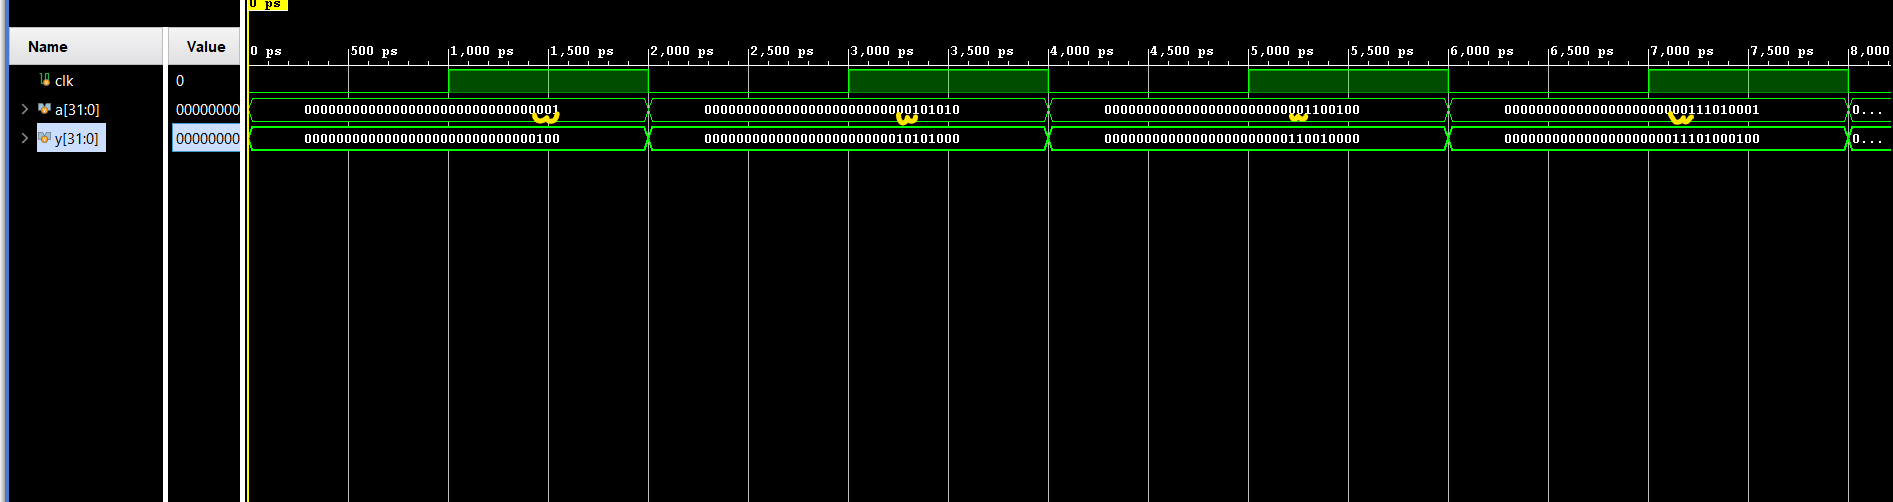 0 ps
Name Value 0 ps 500 ps 1,000 ps 1,500 ps 2,000 ps 2,500 ps 3,000 ps 3,500 ps 4,000 ps 4,500 ps 5,000 ps 5,500 ps 6,000 ps 6,500 ps 7,000 ps 7,500 ps 8,000
clk 0
a[31:0] 00000000 00000000000000000000000000000001 00000000000000000000000000101010 00000000000000000000000001100100 00000000000000000000000111010001 0...
y[31:0] 00000000 00000000000000000000000000000100 00000000000000000000000010101000 00000000000000000000000110010000 00000000000000000000011101000100 0...